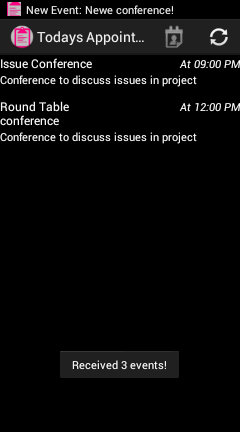 New Event: Newe conference!
Todays Appoint...
Issue Conference At 09:00 PM
Conference to discuss issues in project
Round Table At 12:00 PM
conference
Conference to discuss issues in project
Received 3 events!